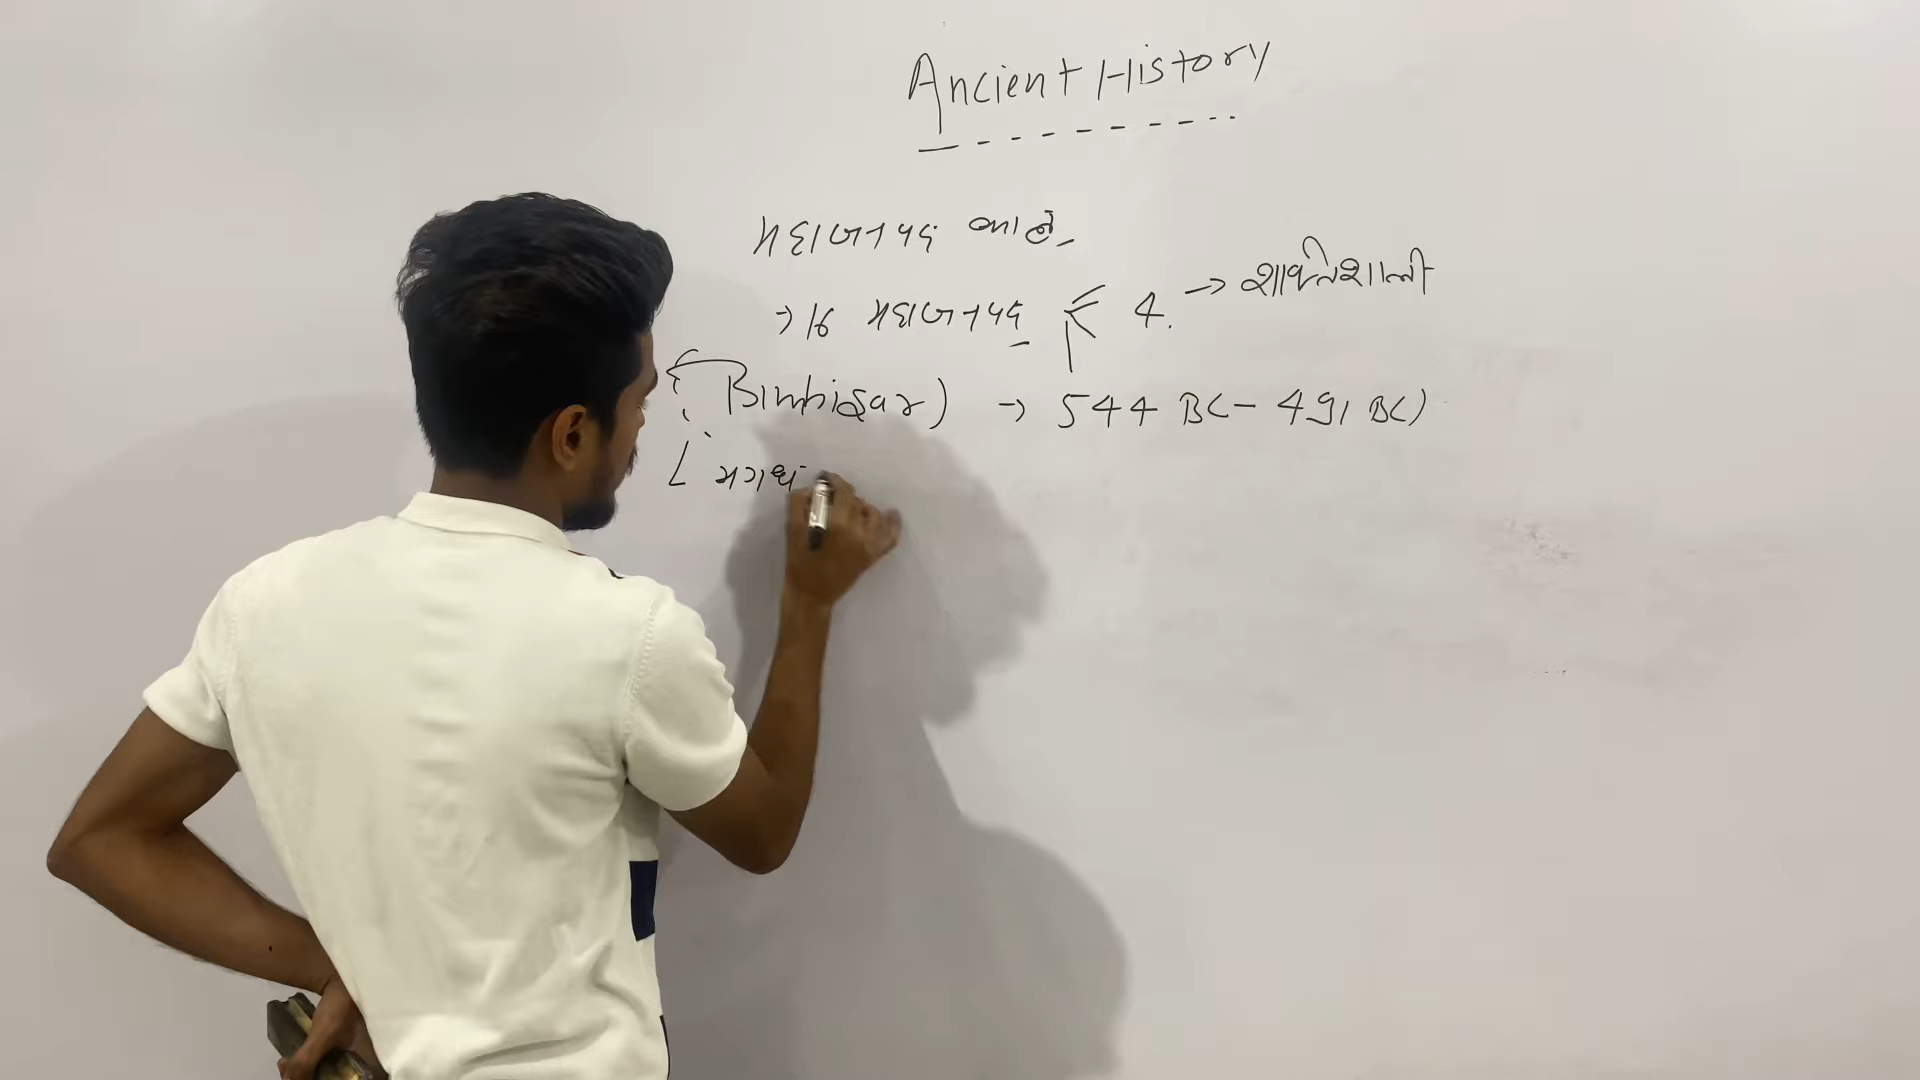 Ancient History
મહાજનપદ કાળ
→ 16 મહાજનપદ 4. → શક્તિશાલી
Bimbisar) → 544 BC - 491 BC)
મગધ